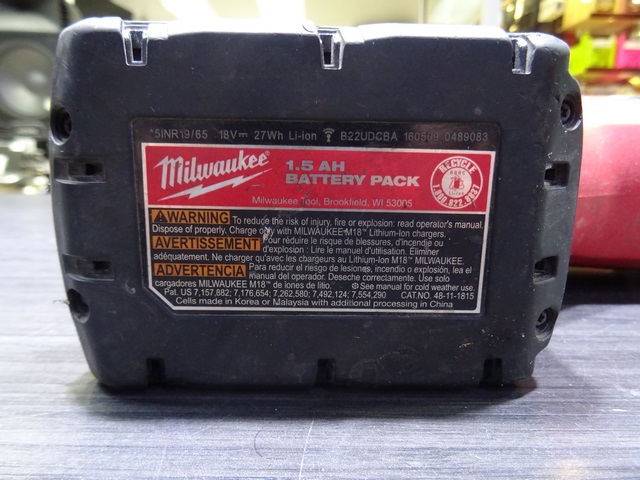 5INR19/65 18V⎓ 27Wh Li-Ion B22UDCBA 160509 0489083
Milwaukee®
1.5 AH
BATTERY PACK
RECYCLE
1.800.822.8837
Milwaukee Tool, Brookfield, WI 53005
WARNING To reduce the risk of injury, fire or explosion: read operator's manual.
Dispose of properly. Charge only with MILWAUKEE M18™ Lithium-Ion chargers.
AVERTISSEMENT Pour réduire le risque de blessures, d'incendie ou
d'explosion: - Lire le manuel d'utilisation. Éliminer
adéquatement. Ne charger qu'avec les chargeurs au Lithium-Ion M18™ MILWAUKEE.
ADVERTENCIA Para reducir el riesgo de lesiones, incendio o explosión, lea el
manual del operador. Deseche correctamente. Use solo
cargadores MILWAUKEE M18™ de iones de litio. See manual for cold weather use.
Pat. US 7,157,882; 7,176,654; 7,262,580; 7,492,124; 7,554,290 CAT.NO. 48-11-1815
Cells made in Korea or Malaysia with additional processing in China